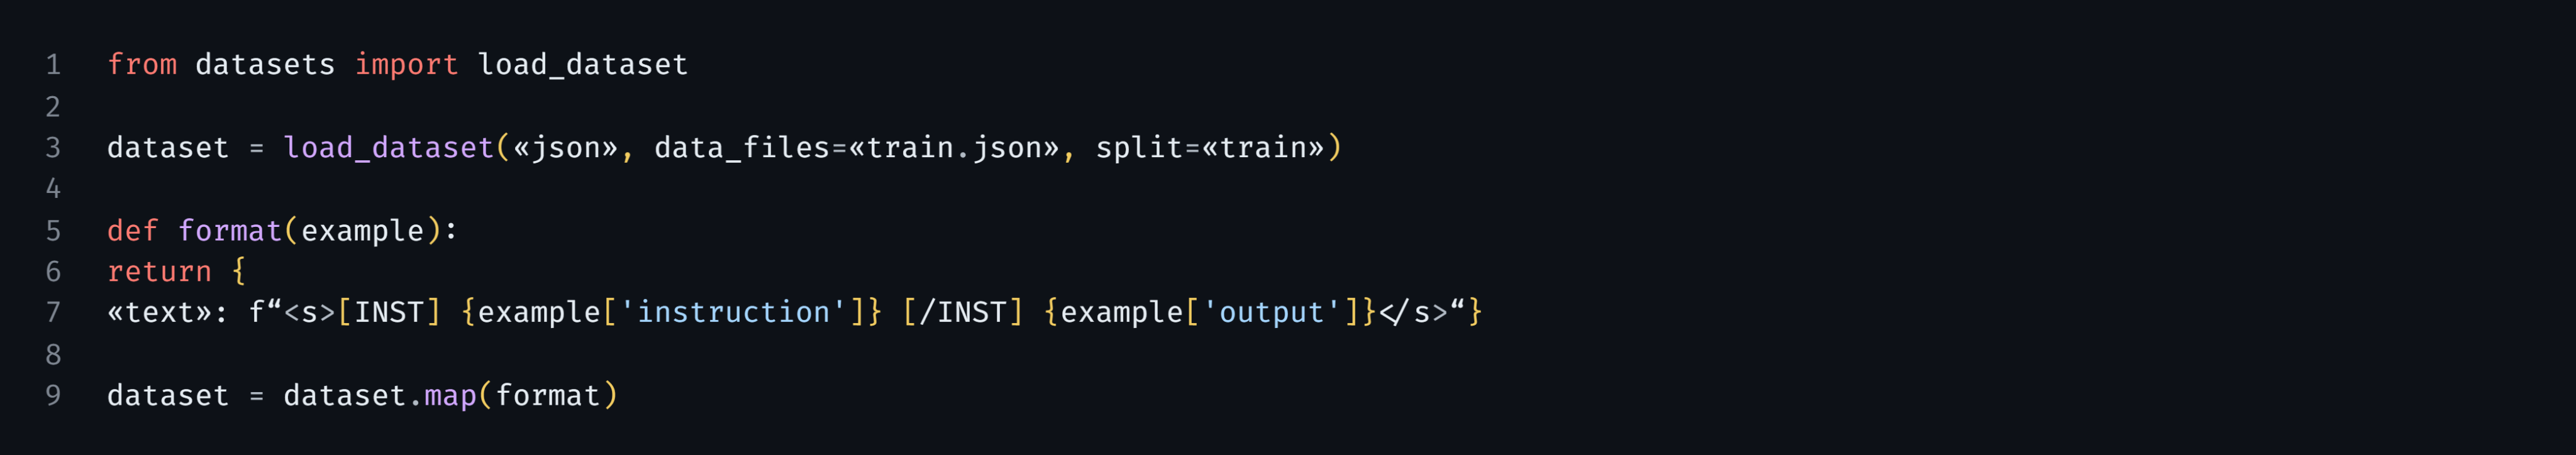 1 from datasets import load_dataset
2
3 dataset = load_dataset(«json», data_files=«train.json», split=«train»)
4
5 def format(example):
6 return {
7 «text»: f“<s>[INST] {example['instruction']} [/INST] {example['output']}</s>“}
8
9 dataset = dataset.map(format)